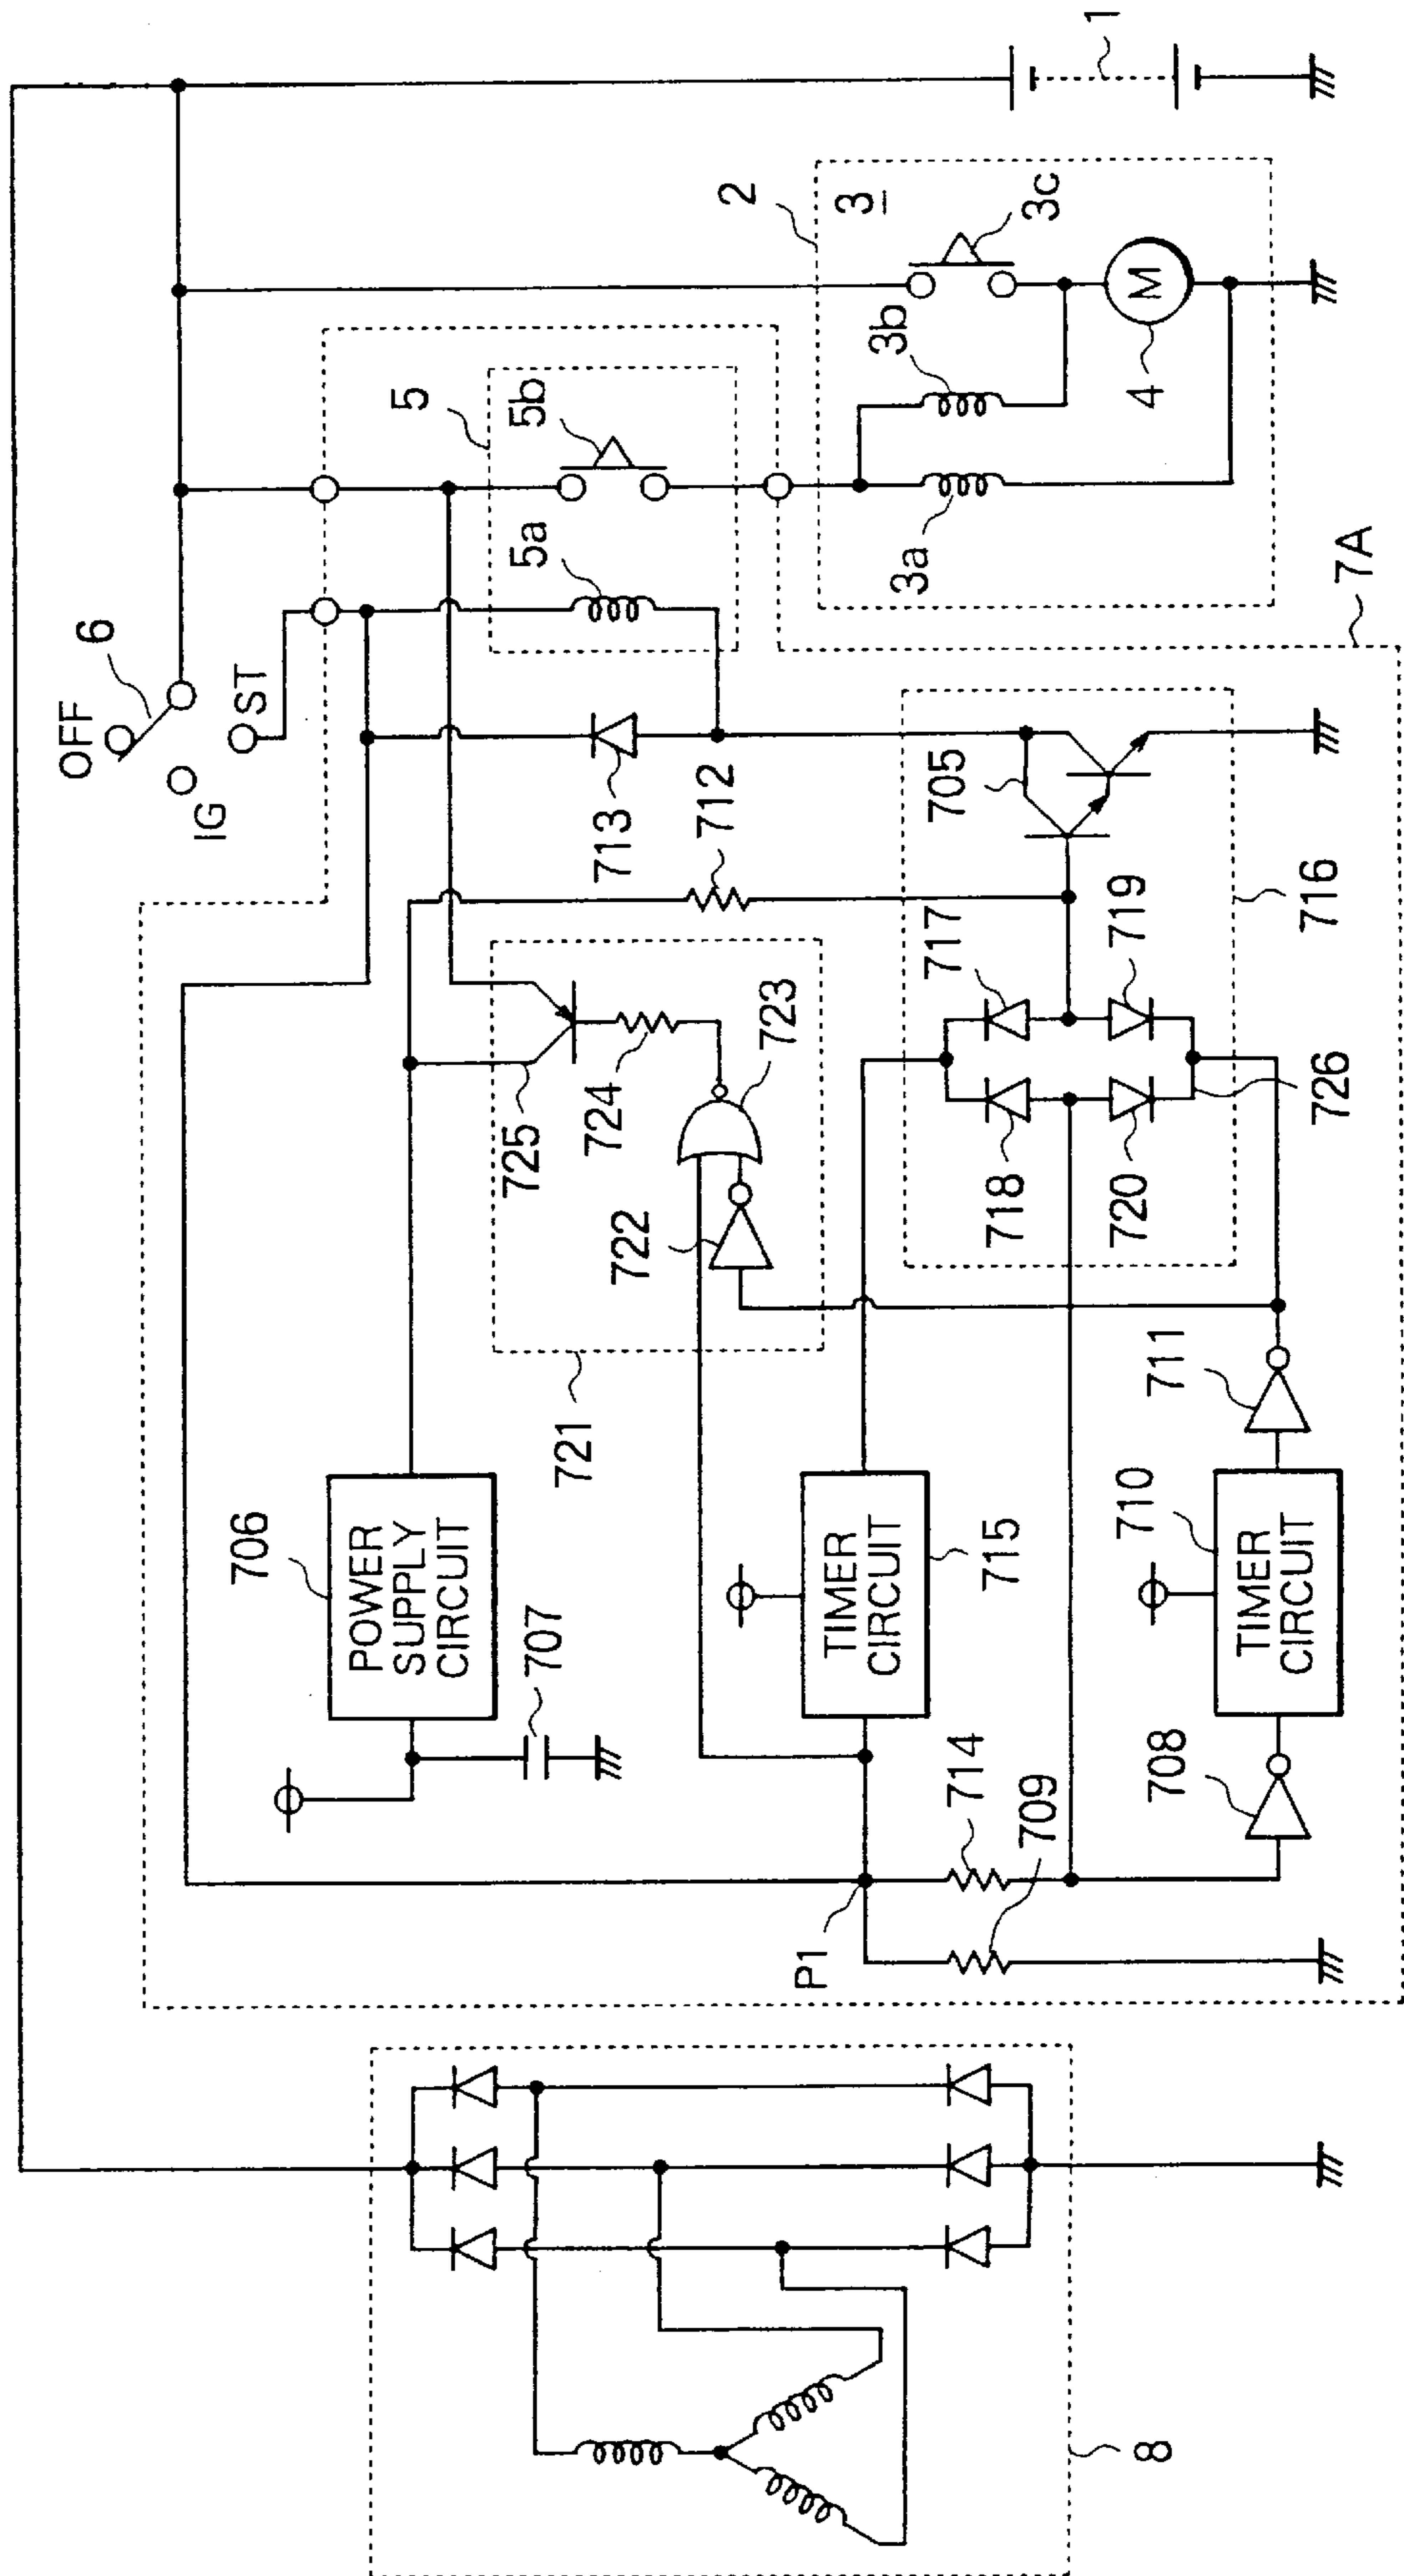 1
2
3
3c
3b
4
3a
5
5b
5a
6
OFF
ST
IG
7A
705
713
712
716
717
719
718
720
726
723
724
725
722
721
711
706
POWER
SUPPLY
CIRCUIT
707
TIMER
CIRCUIT
715
710
TIMER
CIRCUIT
714
709
708
P1
8